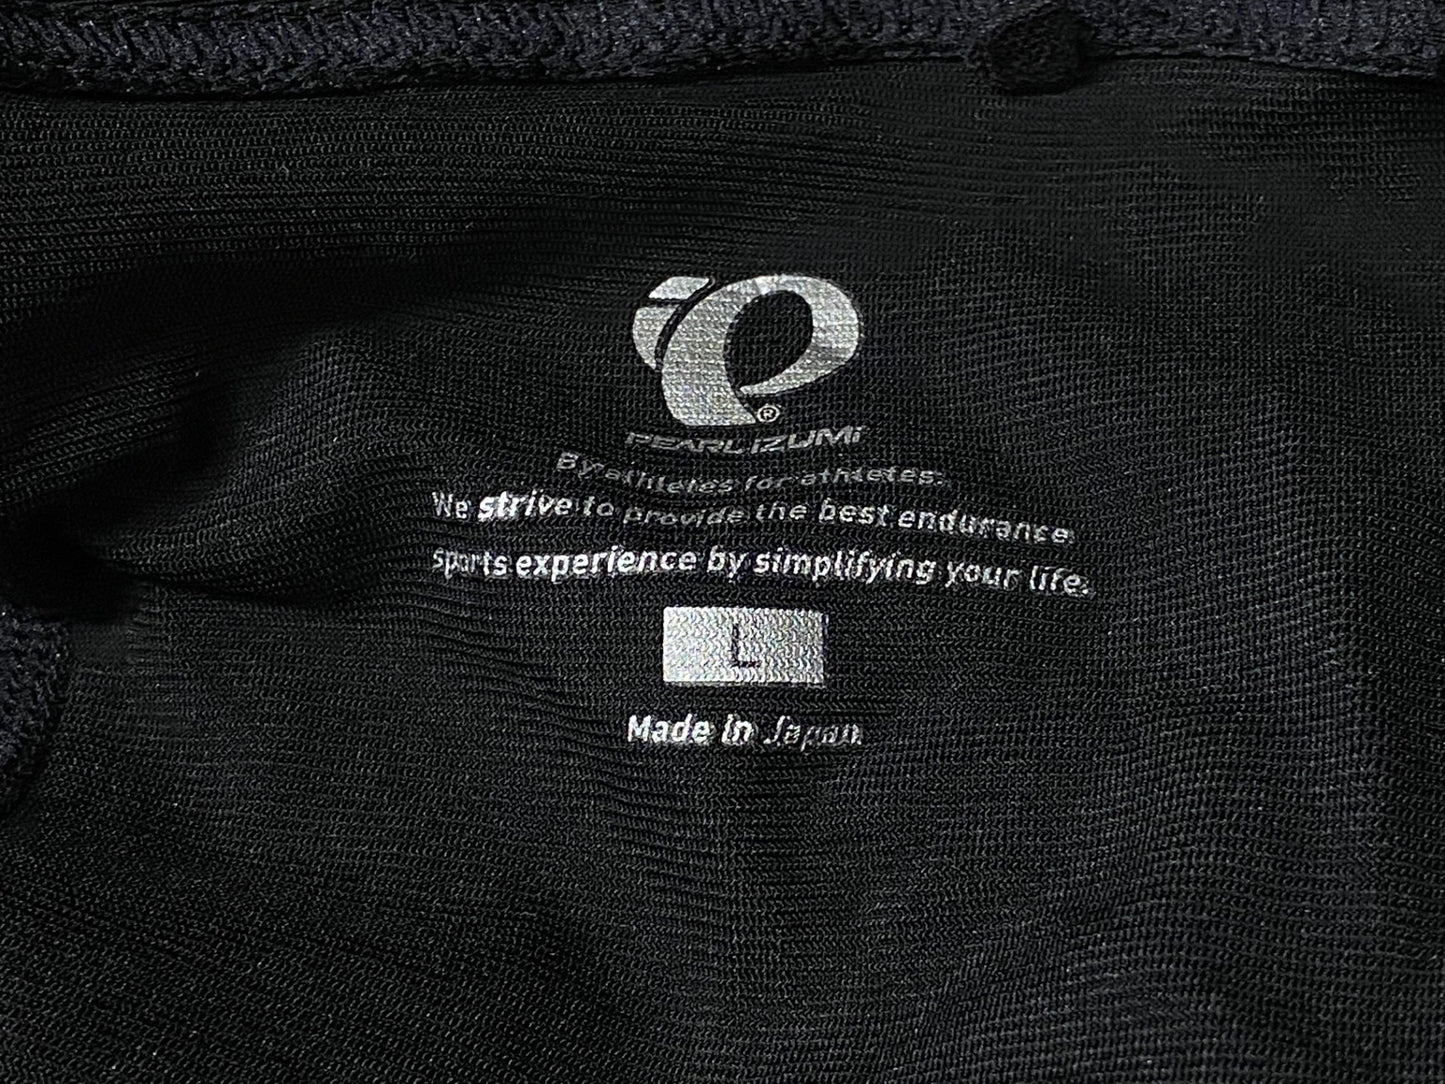 ®
PEARL iZUMi
By athletes for athletes.
We strive to provide the best endurance
sports experience by simplifying your life.
L
Made in Japan